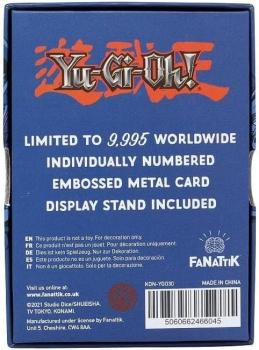 遊戯王
Yu-Gi-Oh!
LIMITED TO 9,995 WORLDWIDE
INDIVIDUALLY NUMBERED
EMBOSSED METAL CARD
DISPLAY STAND INCLUDED
EN This product is not a toy. For decoration only.
FR Ce produit n'est pas un jouet. Pour décoration uniquement.
DE Dies ist kein Spielzeug. Nur zur Dekoration.
ES Este producto no es un juguete. Solo para decoración.
IT Non è un giocattolo. Solo per la decorazione.
FANATTIK
Visit us online at:
www.fanattik.co.uk
©2021 Studio Dice/SHUEISHA,
TV TOKYO, KONAMI.
Manufactured under license by Fanattik.
Unit 5, Cheshire, CW4 8AA.
KON-YGO30
MADE IN CHINA
5060662466045